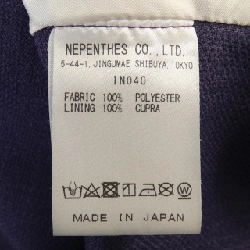 NEPENTHES CO., LTD.
5-44-1, JINGUMAE SHIBUYA, TOKYO
IN040
FABRIC 100% POLYESTER
LINING 100% CUPRA
MADE IN JAPAN